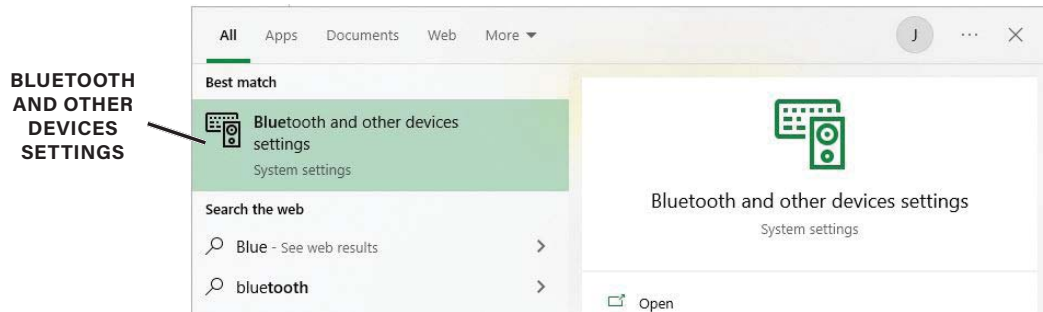 BLUETOOTH
AND OTHER
DEVICES
SETTINGS
All Apps Documents Web More
J ...
Best match
Bluetooth and other devices
settings
System settings
Search the web
Blue - See web results
bluetooth
Bluetooth and other devices settings
System settings
Open